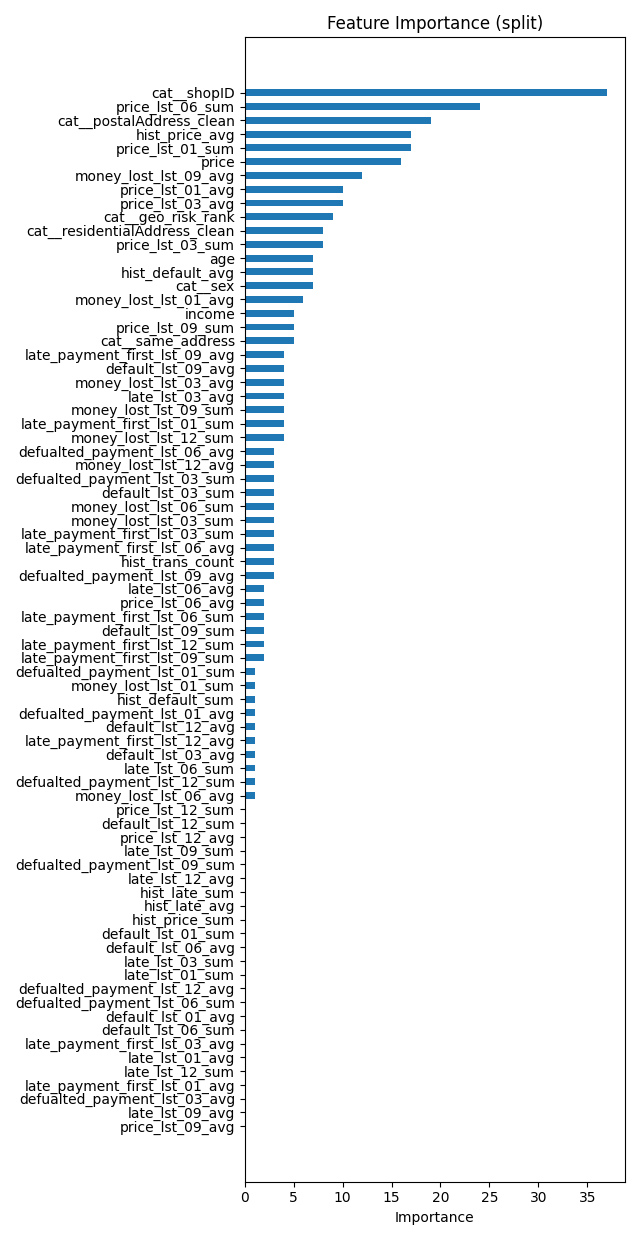 Feature Importance (split)
cat__shopID
price_lst_06_sum
cat__postalAddress_clean
hist_price_avg
price_lst_01_sum
price
money_lost_lst_09_avg
price_lst_01_avg
price_lst_03_avg
cat__geo_risk_rank
cat__residentialAddress_clean
price_lst_03_sum
age
hist_default_avg
cat__sex
money_lost_lst_01_avg
income
price_lst_09_sum
cat__same_address
late_payment_first_lst_09_avg
default_lst_09_avg
money_lost_lst_03_avg
late_lst_03_avg
money_lost_lst_09_sum
late_payment_first_lst_01_sum
money_lost_lst_12_sum
defualted_payment_lst_06_avg
money_lost_lst_12_avg
defualted_payment_lst_03_sum
default_lst_03_sum
money_lost_lst_06_sum
money_lost_lst_03_sum
late_payment_first_lst_03_sum
late_payment_first_lst_06_avg
hist_trans_count
defualted_payment_lst_09_avg
late_lst_06_avg
price_lst_06_avg
late_payment_first_lst_06_sum
default_lst_09_sum
late_payment_first_lst_12_sum
late_payment_first_lst_09_sum
defualted_payment_lst_01_sum
money_lost_lst_01_sum
hist_default_sum
defualted_payment_lst_01_avg
default_lst_12_avg
late_payment_first_lst_12_avg
default_lst_03_avg
late_lst_06_sum
defualted_payment_lst_12_sum
money_lost_lst_06_avg
price_lst_12_sum
default_lst_12_sum
price_lst_12_avg
late_lst_09_sum
defualted_payment_lst_09_sum
late_lst_12_avg
hist_late_sum
hist_late_avg
hist_price_sum
default_lst_01_sum
default_lst_06_avg
late_lst_03_sum
late_lst_01_sum
defualted_payment_lst_12_avg
defualted_payment_lst_06_sum
default_lst_01_avg
default_lst_06_sum
late_payment_first_lst_03_avg
late_lst_01_avg
late_lst_12_sum
late_payment_first_lst_01_avg
defualted_payment_lst_03_avg
late_lst_09_avg
price_lst_09_avg
0 5 10 15 20 25 30 35
Importance